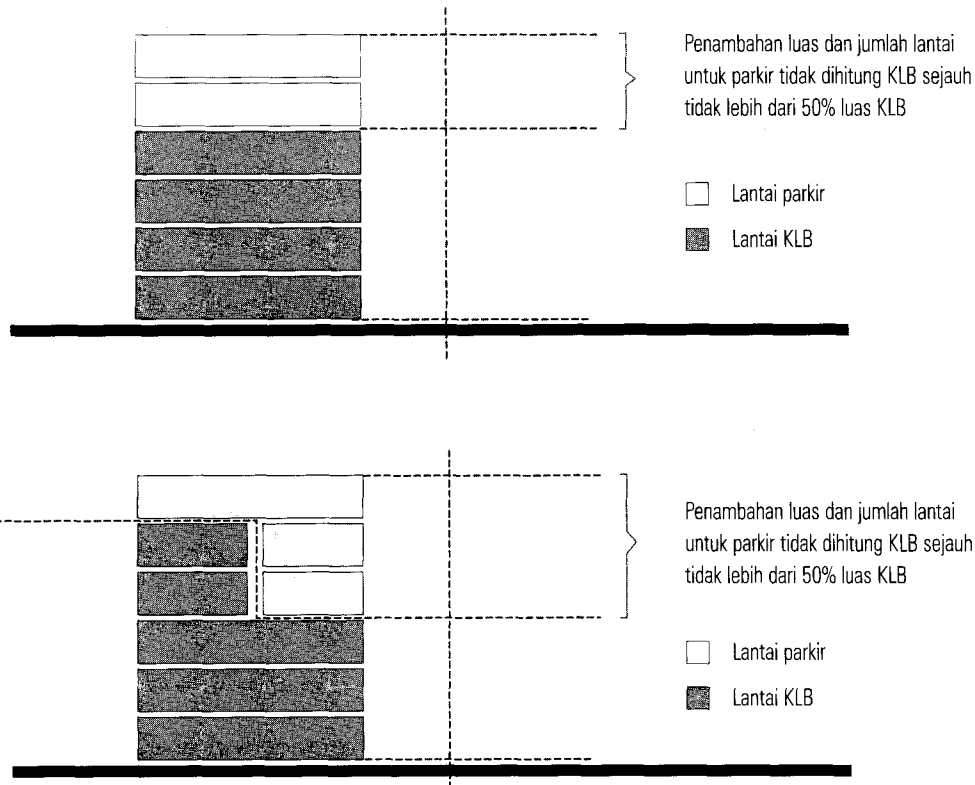 Penambahan luas dan jumlah lantai
untuk parkir tidak dihitung KLB sejauh
tidak lebih dari 50% luas KLB
Lantai parkir
Lantai KLB
Penambahan luas dan jumlah lantai
untuk parkir tidak dihitung KLB sejauh
tidak lebih dari 50% luas KLB
Lantai parkir
Lantai KLB